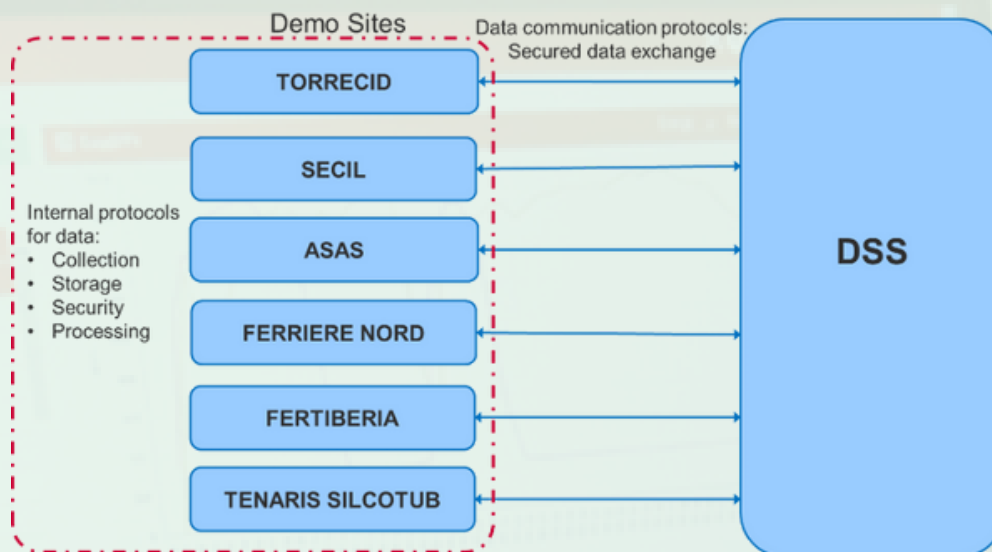 Demo Sites
Data communication protocols:
Secured data exchange
TORRECID
SECIL
Internal protocols
for data:
• Collection
• Storage
• Security
• Processing
ASAS
FERRIERE NORD
FERTIBERIA
TENARIS SILCOTUB
DSS